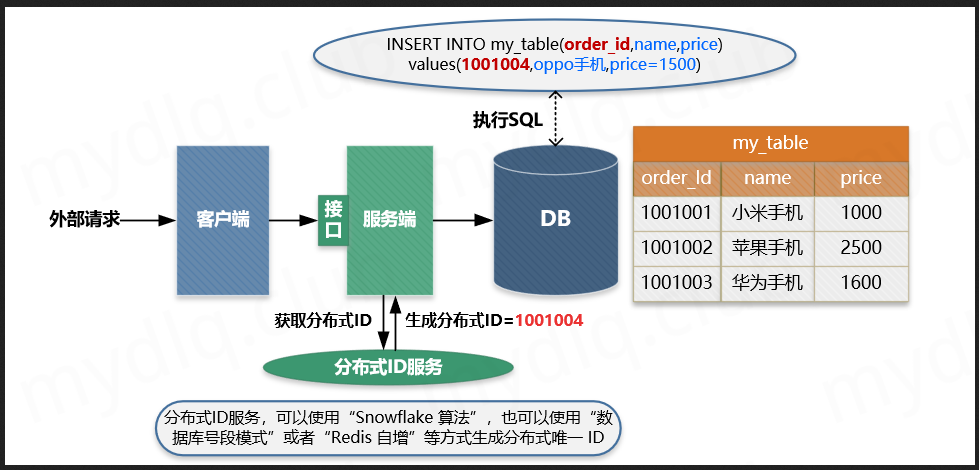 INSERT INTO my_table(order_id,name,price)
values(1001004,oppo手机,price=1500)
执行SQL
my_table
order_Id name price
1001001 小米手机 1000
1001002 苹果手机 2500
1001003 华为手机 1600
外部请求
客户端
接口
服务端
DB
获取分布式ID
生成分布式ID=1001004
分布式ID服务
分布式ID服务，可以使用“Snowflake 算法”，也可以使用“数
据库号段模式”或者“Redis 自增”等方式生成分布式唯一 ID